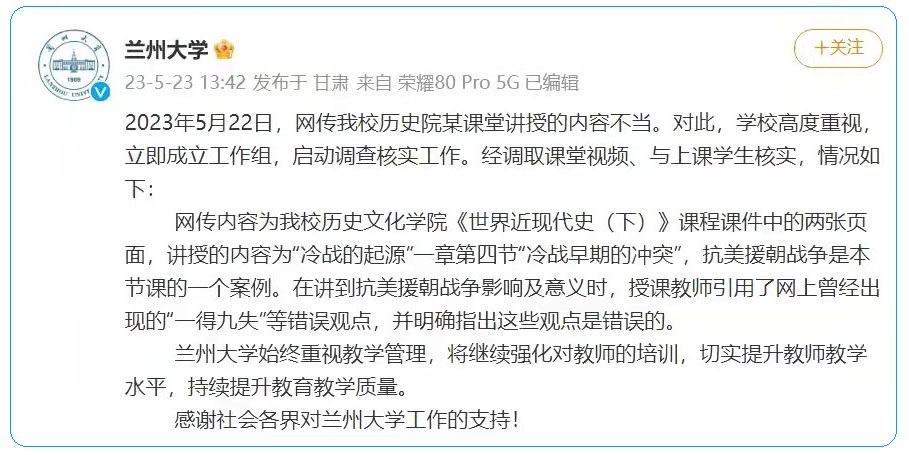 兰州大学
+关注
23-5-23 13:42 发布于 甘肃 来自 荣耀80 Pro 5G 已编辑
2023年5月22日，网传我校历史院某课堂讲授的内容不当。对此，学校高度重视，
立即成立工作组，启动调查核实工作。经调取课堂视频、与上课学生核实，情况如
下：
网传内容为我校历史文化学院《世界近现代史（下）》课程课件中的两张页
面，讲授的内容为“冷战的起源”一章第四节“冷战早期的冲突”，抗美援朝战争是本
节课的一个案例。在讲到抗美援朝战争影响及意义时，授课教师引用了网上曾经出
现的“一得九失”等错误观点，并明确指出这些观点是错误的。
兰州大学始终重视教学管理，将继续强化对教师的培训，切实提升教师教学
水平，持续提升教育教学质量。
感谢社会各界对兰州大学工作的支持！
1909